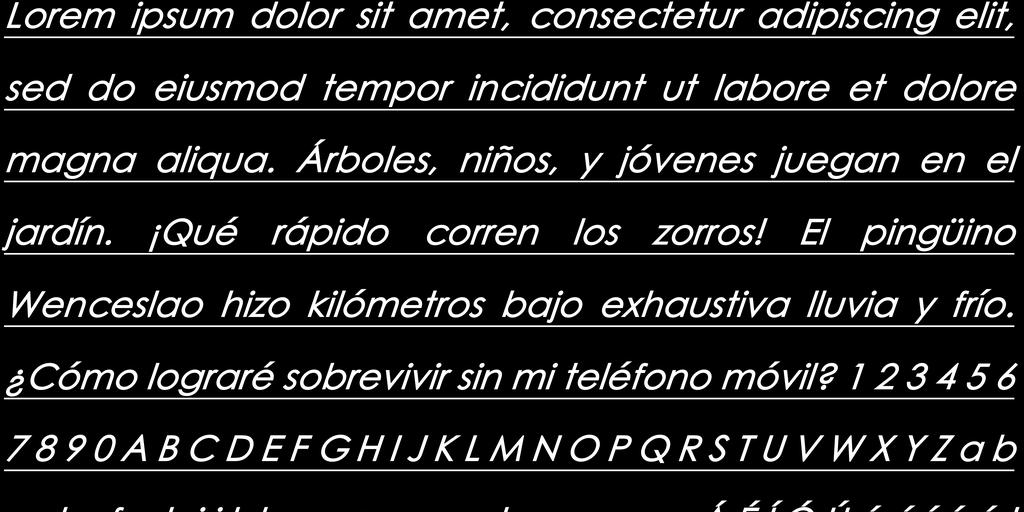 Lorem ipsum dolor sit amet, consectetur adipiscing elit,
sed do eiusmod tempor incididunt ut labore et dolore
magna aliqua. Árboles, niños, y jóvenes juegan en el
jardín. ¡Qué rápido corren los zorros! El pingüino
Wenceslao hizo kilómetros bajo exhaustiva lluvia y frío.
¿Cómo lograré sobrevivir sin mi teléfono móvil? 1 2 3 4 5 6
7 8 9 0 A B C D E F G H I J K L M N O P Q R S T U V W X Y Z a b